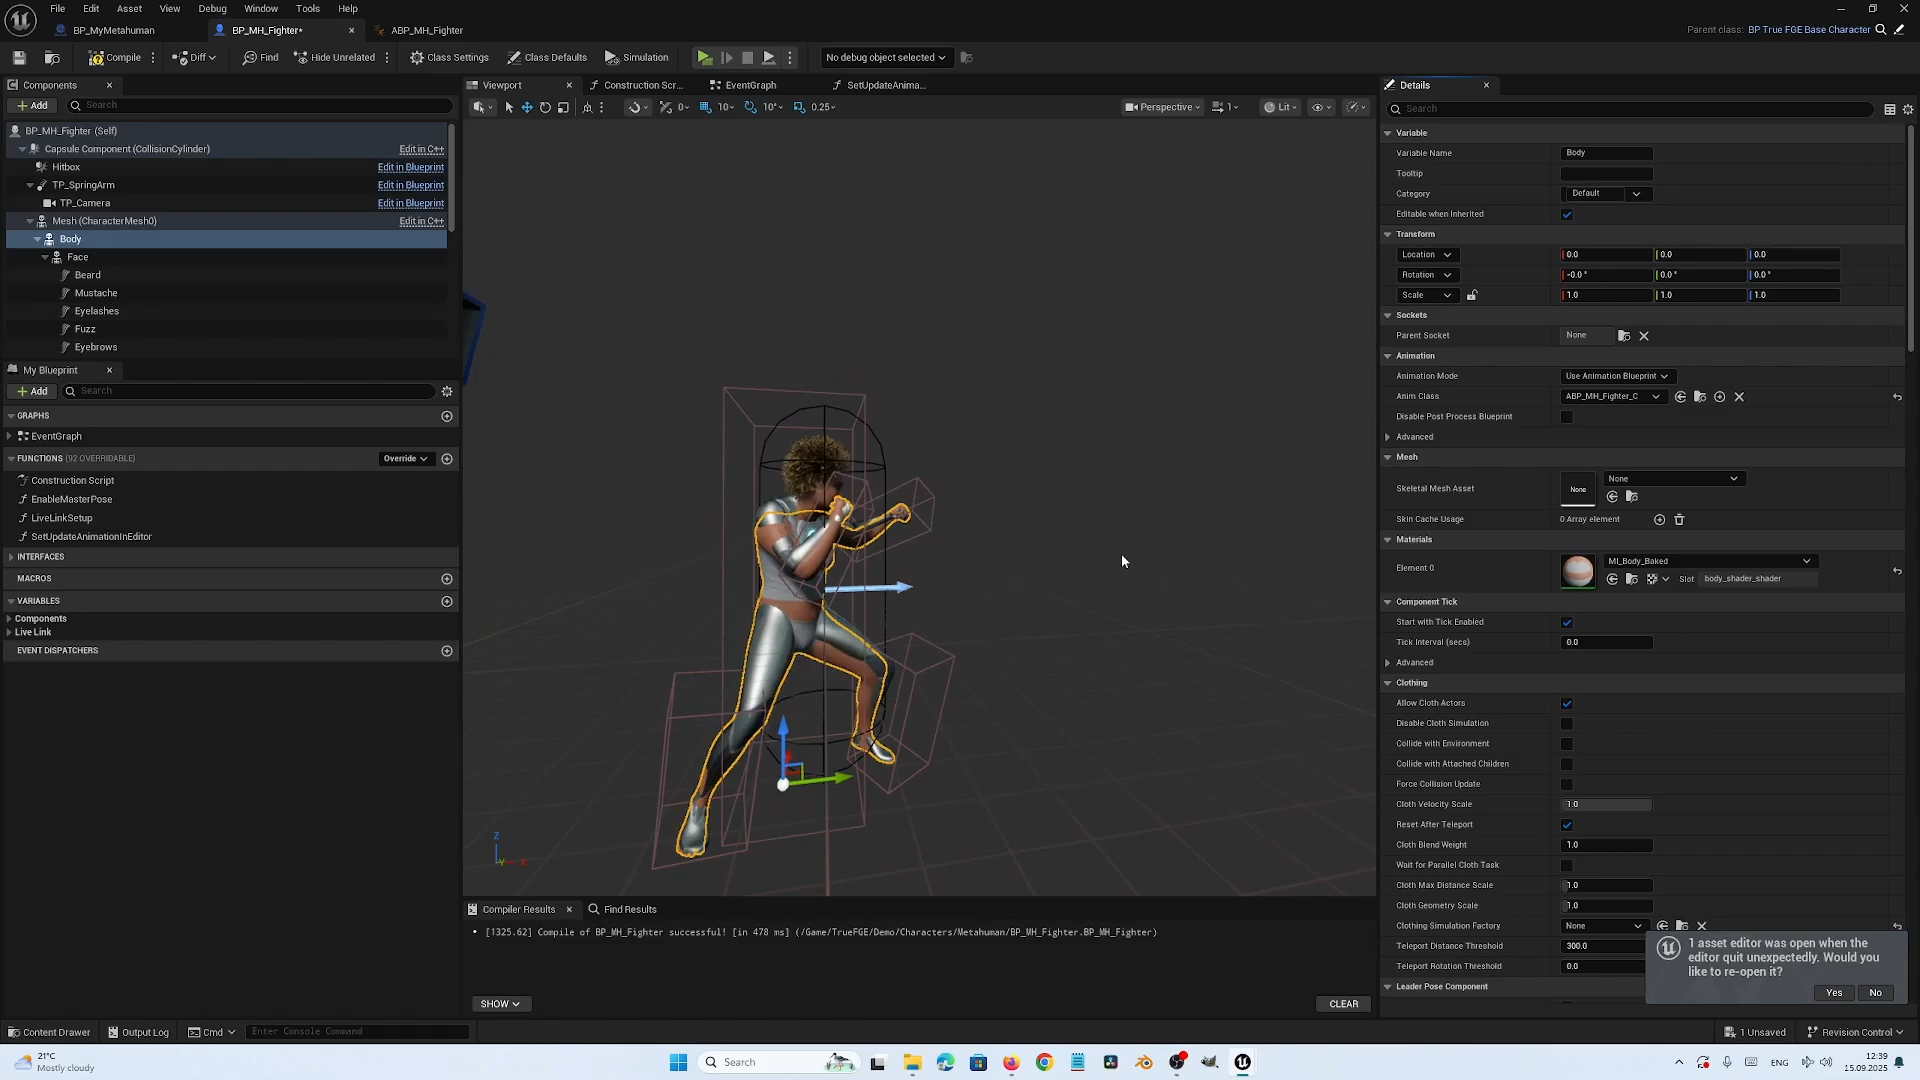 File Edit Asset View Debug Window Tools Help
BP_MyMetahuman BP_MH_Fighter* ABP_MH_Fighter
Parent class: BP True FGE Base Character
Compile Diff Find Hide Unrelated Class Settings Class Defaults Simulation No debug object selected
Components
Add Search
BP_MH_Fighter (Self)
Capsule Component (CollisionCylinder) Edit in C++
Hitbox Edit in Blueprint
TP_SpringArm Edit in Blueprint
TP_Camera Edit in Blueprint
Mesh (CharacterMesh0) Edit in C++
Body
Face
Beard
Mustache
Eyelashes
Fuzz
Eyebrows
My Blueprint
Add Search
GRAPHS
EventGraph
FUNCTIONS (92 OVERRIDABLE) Override
Construction Script
EnableMasterPose
LiveLinkSetup
SetUpdateAnimationInEditor
INTERFACES
MACROS
VARIABLES
Components
Live Link
EVENT DISPATCHERS
Viewport Construction Scr... EventGraph SetUpdateAnima...
0 10 10° 0.25 Perspective 1 Lit
Z
Y X
Compiler Results Find Results
[1325.62] Compile of BP_MH_Fighter successful! [in 478 ms] (/Game/TrueFGE/Demo/Characters/Metahuman/BP_MH_Fighter.BP_MH_Fighter)
SHOW CLEAR
Details
Search
Variable
Variable Name Body
Tooltip
Category Default
Editable when Inherited
Transform
Location 0.0 0.0 0.0
Rotation -0.0 ° 0.0 ° 0.0 °
Scale 1.0 1.0 1.0
Sockets
Parent Socket None
Animation
Animation Mode Use Animation Blueprint
Anim Class ABP_MH_Fighter_C
Disable Post Process Blueprint
Advanced
Mesh
Skeletal Mesh Asset None None
Skin Cache Usage 0 Array element
Materials
Element 0 MI_Body_Baked
Slot body_shader_shader
Component Tick
Start with Tick Enabled
Tick Interval (secs) 0.0
Advanced
Clothing
Allow Cloth Actors
Disable Cloth Simulation
Collide with Environment
Collide with Attached Children
Force Collision Update
Cloth Velocity Scale 1.0
Reset After Teleport
Cloth Blend Weight 1.0
Wait for Parallel Cloth Task
Cloth Max Distance Scale 1.0
Cloth Geometry Scale 1.0
Clothing Simulation Factory None
Teleport Distance Threshold 300.0
Teleport Rotation Threshold 0.0
Leader Pose Component
1 asset editor was open when the
editor quit unexpectedly. Would you
like to re-open it?
Yes No
Content Drawer Output Log Cmd Enter Console Command 1 Unsaved Revision Control
21°C
Mostly cloudy
Search
ENG
12:39
15.09.2025